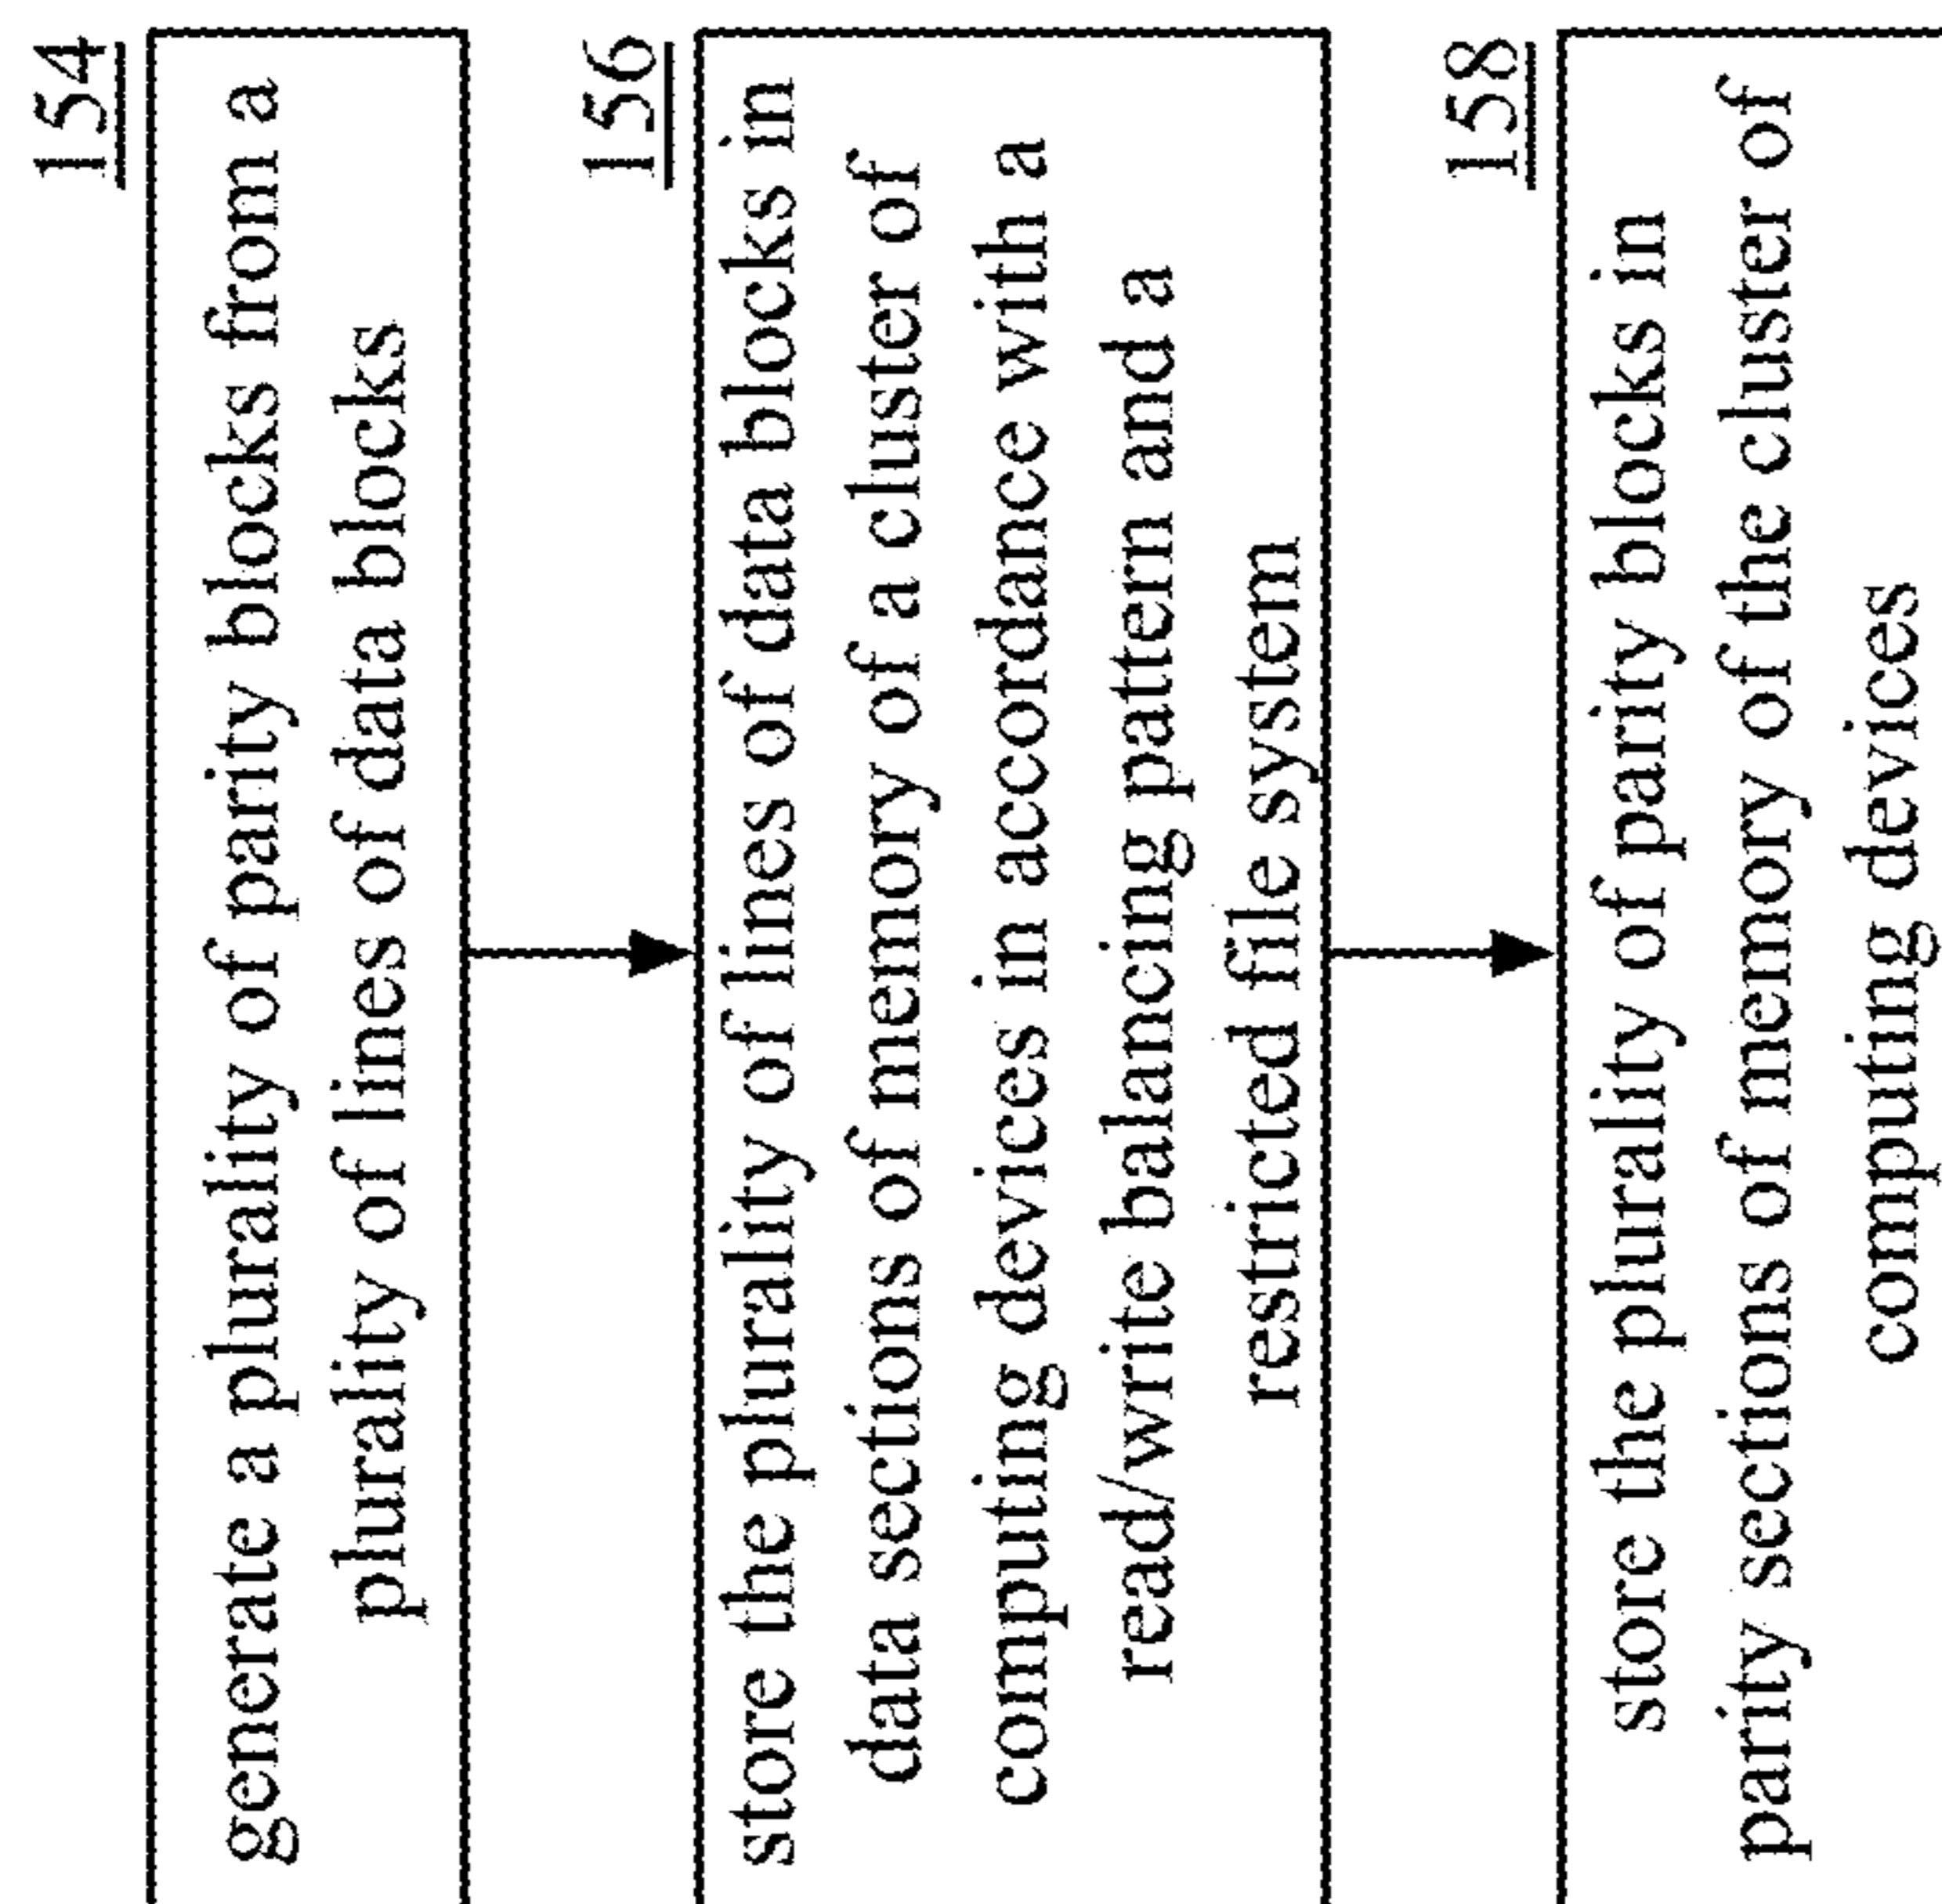 154
generate a plurality of parity blocks from a
plurality of lines of data blocks
156
store the plurality of lines of data blocks in
data sections of memory of a cluster of
computing devices in accordance with a
read/write balancing pattern and a
restricted file system
158
store the plurality of parity blocks in
parity sections of memory of the cluster of
computing devices